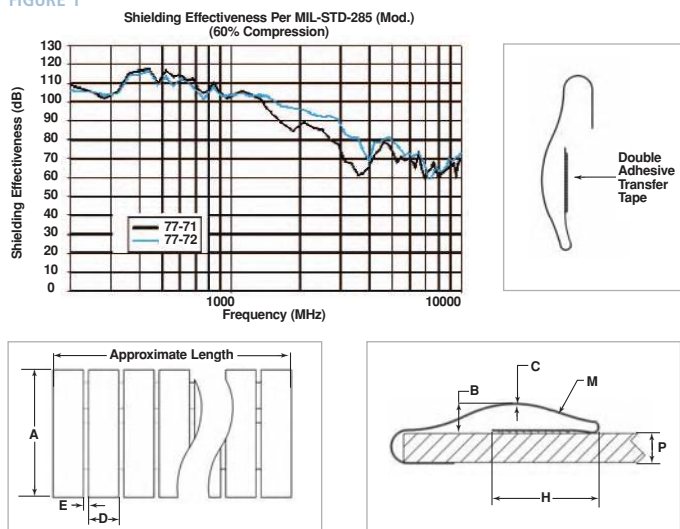 FIGURE 1
Shielding Effectiveness Per MIL-STD-285 (Mod.)
(60% Compression)
Shielding Effectiveness (dB)
130
120
110
100
90
80
70
60
50
40
30
20
10
0
77-71
77-72
1000
10000
Frequency (MHz)
Double
Adhesive
Transfer
Tape
Approximate Length
A
E
D
B
C
M
P
H